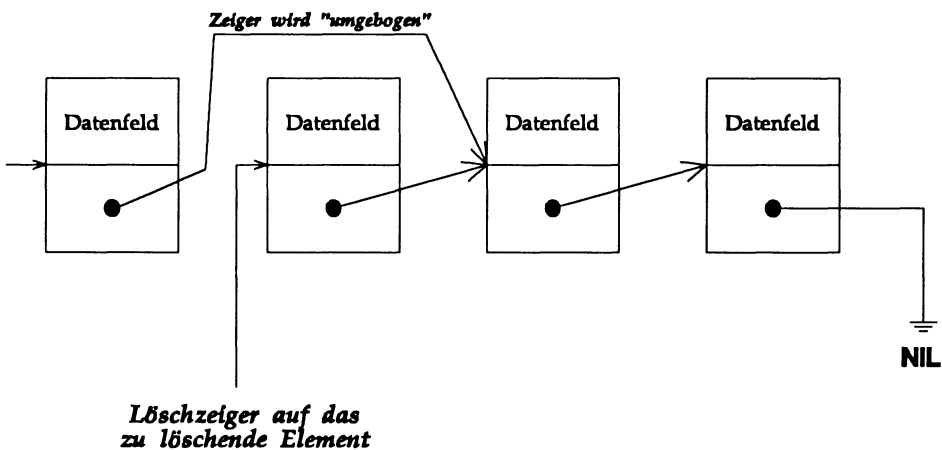 Zeiger wird "umgebogen"
Datenfeld
Datenfeld
Datenfeld
Datenfeld
NIL
Löschzeiger auf das
zu löschende Element